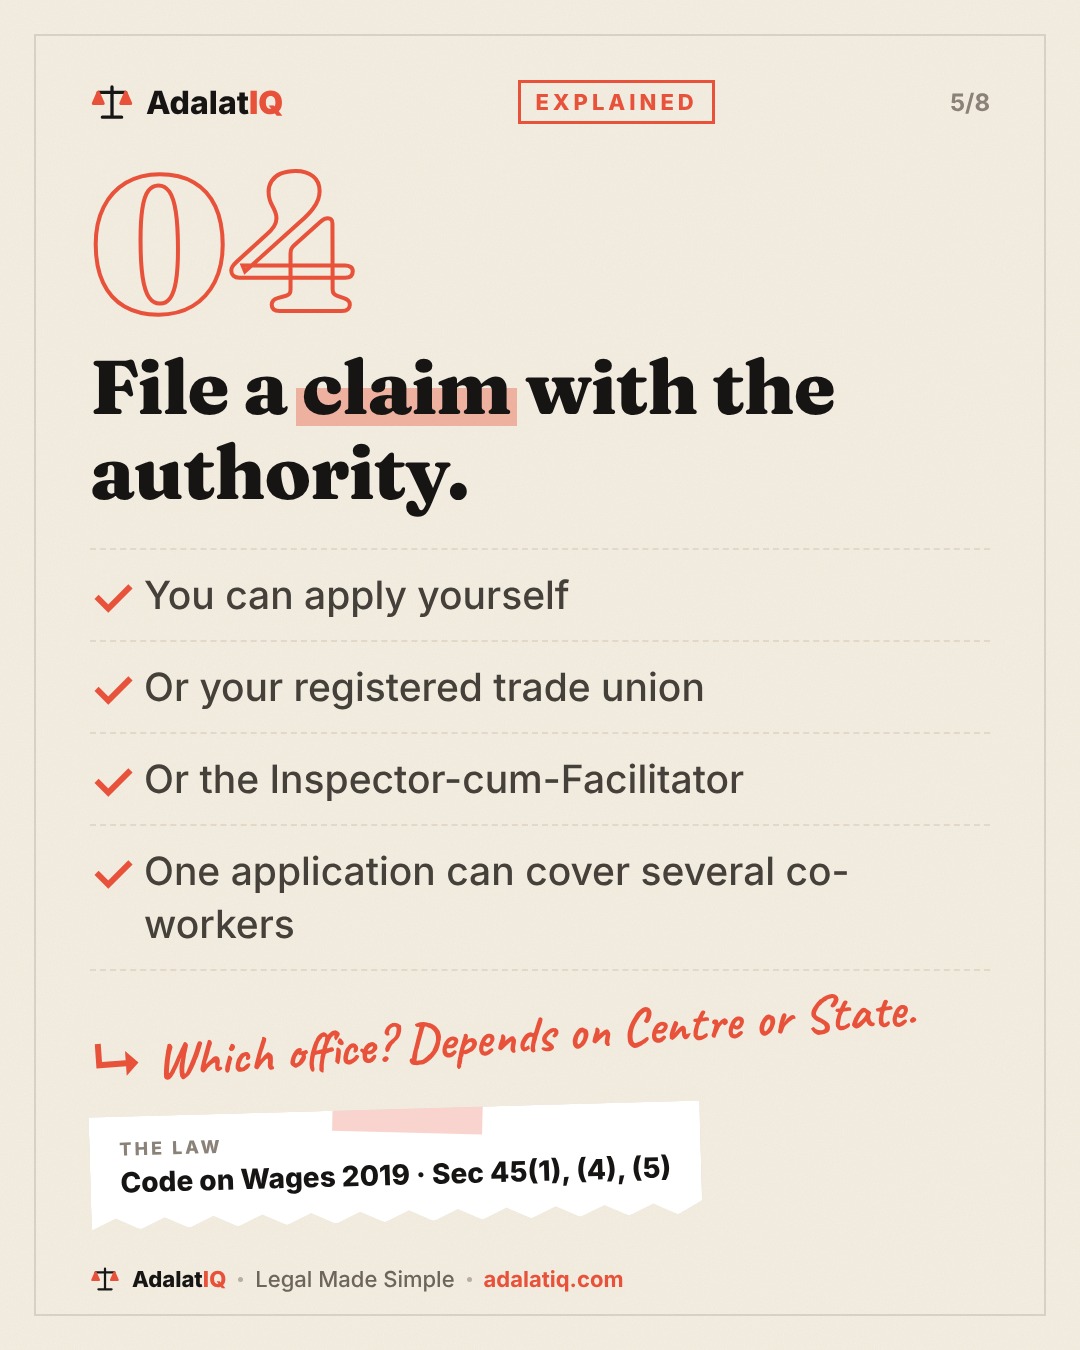 AdalatIQ
EXPLAINED
5/8
04
File a claim with the
authority.
You can apply yourself
Or your registered trade union
Or the Inspector-cum-Facilitator
One application can cover several co-
workers
Which office? Depends on Centre or State.
THE LAW
Code on Wages 2019 · Sec 45(1), (4), (5)
AdalatIQ • Legal Made Simple • adalatiq.com